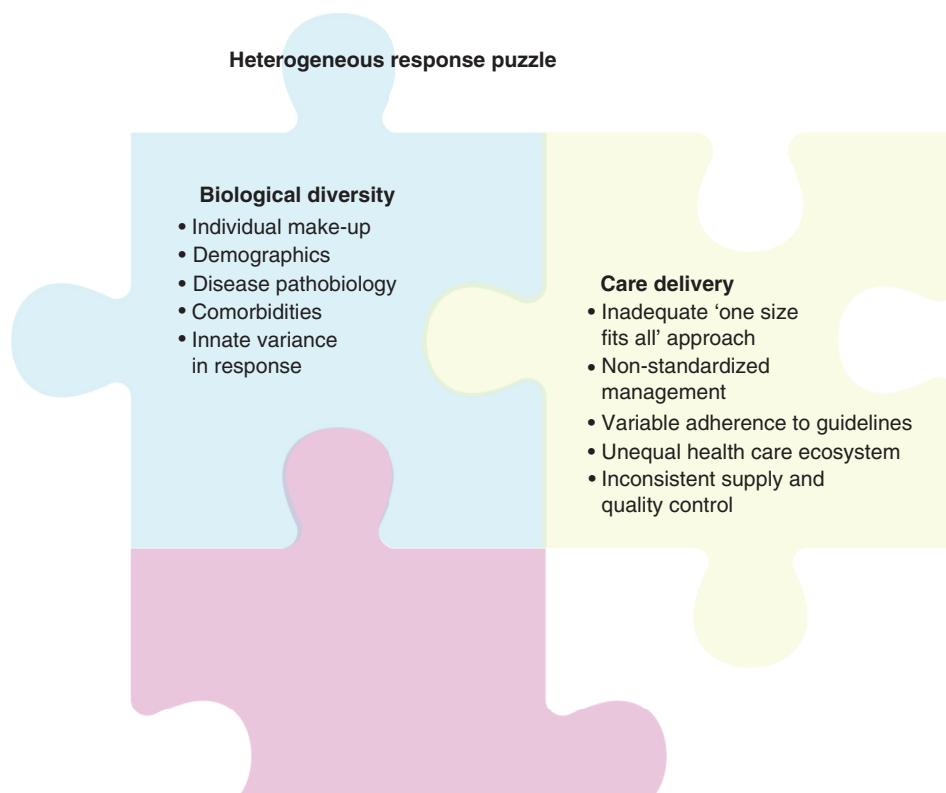 Heterogeneous response puzzle
Biological diversity
• Individual make-up
• Demographics
• Disease pathobiology
• Comorbidities
• Innate variance
in response
Care delivery
• Inadequate ‘one size
fits all’ approach
• Non-standardized
management
• Variable adherence to guidelines
• Unequal health care ecosystem
• Inconsistent supply and
quality control